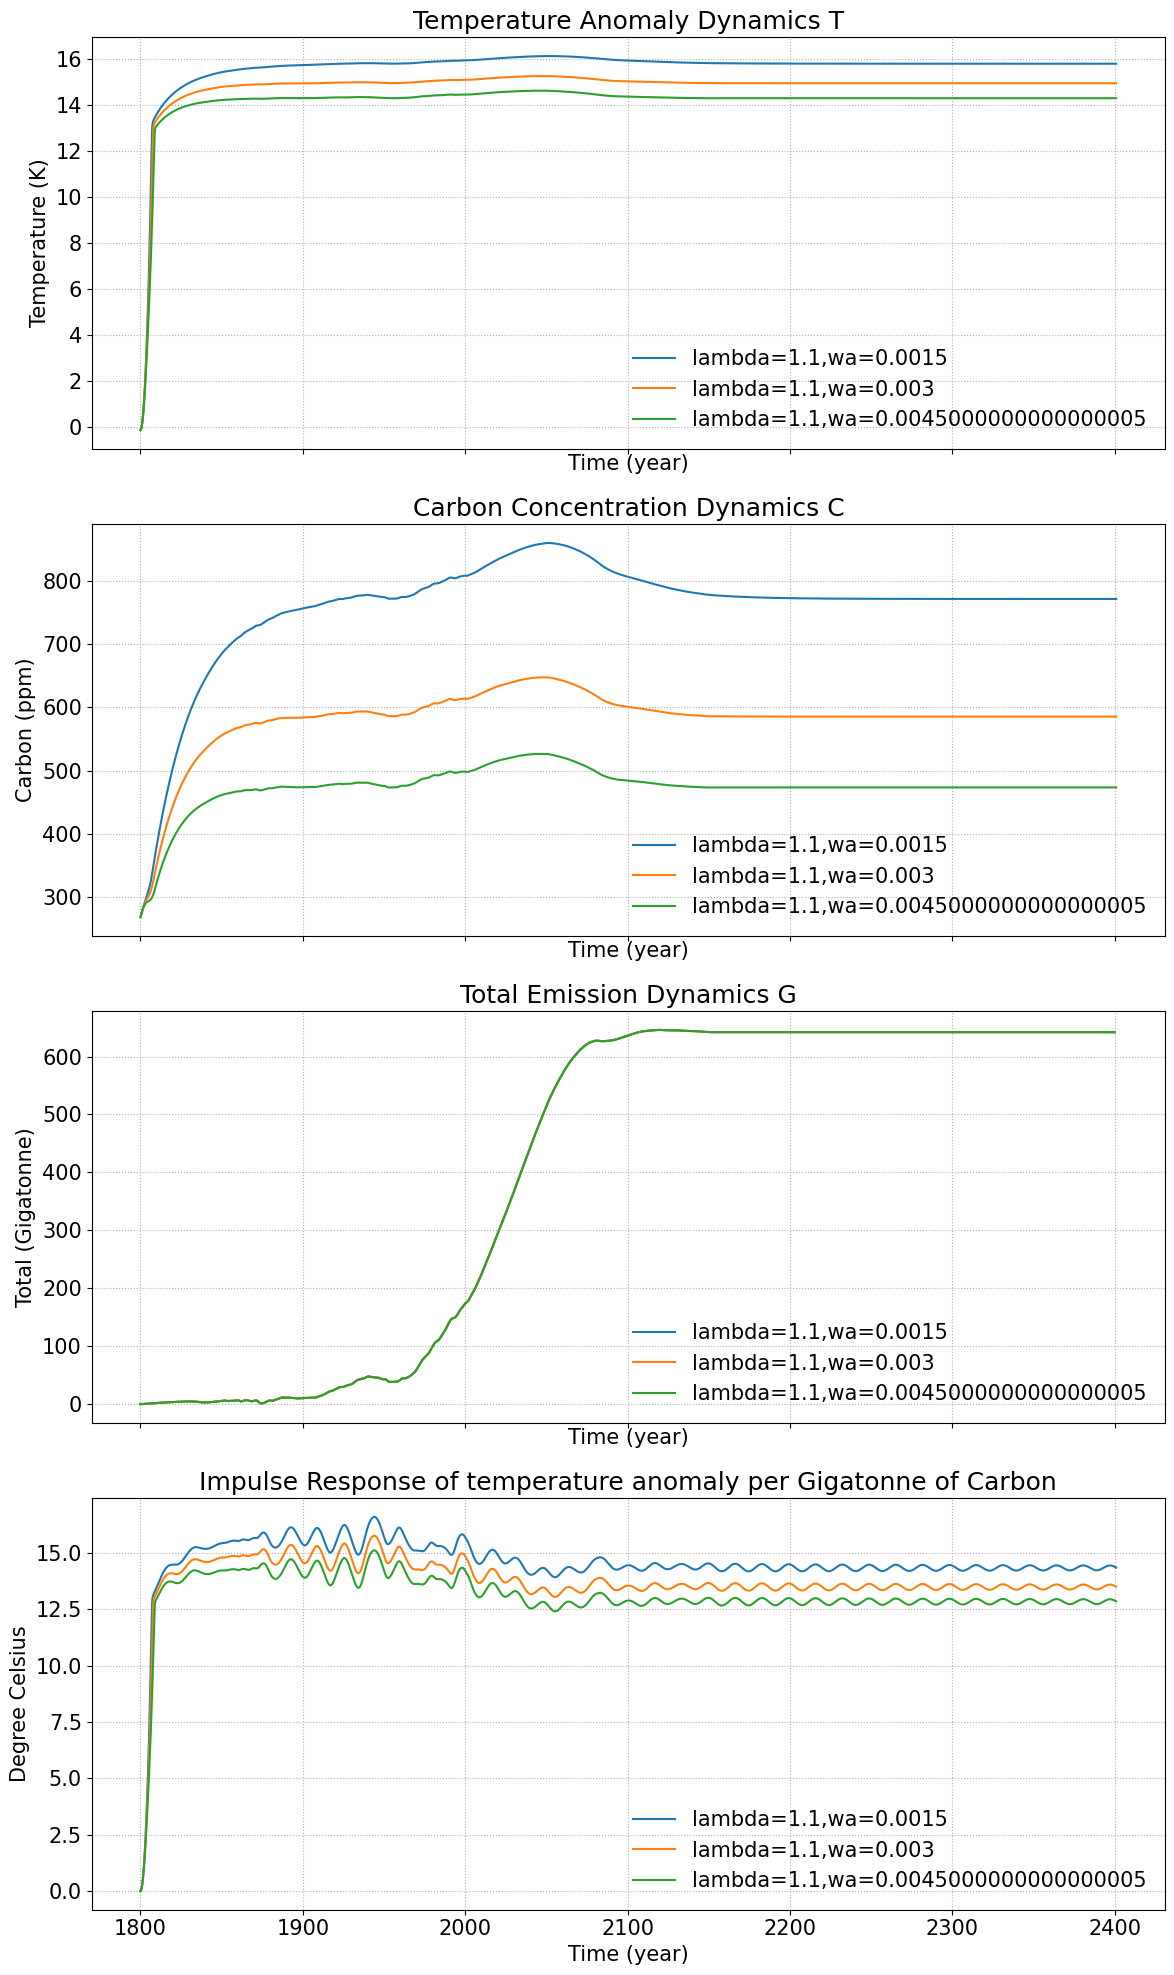 Temperature Anomaly Dynamics T
16
14
12
10
8
6
4
2
0
Temperature (K)
lambda=1.1,wa=0.0015
lambda=1.1,wa=0.003
lambda=1.1,wa=0.0045000000000000005
Time (year)
Carbon Concentration Dynamics C
800
700
600
500
400
300
Carbon (ppm)
lambda=1.1,wa=0.0015
lambda=1.1,wa=0.003
lambda=1.1,wa=0.0045000000000000005
Time (year)
Total Emission Dynamics G
600
500
400
300
200
100
0
Total (Gigatonne)
lambda=1.1,wa=0.0015
lambda=1.1,wa=0.003
lambda=1.1,wa=0.0045000000000000005
Time (year)
Impulse Response of temperature anomaly per Gigatonne of Carbon
15.0
12.5
10.0
7.5
5.0
2.5
0.0
Degree Celsius
lambda=1.1,wa=0.0015
lambda=1.1,wa=0.003
lambda=1.1,wa=0.0045000000000000005
1800 1900 2000 2100 2200 2300 2400
Time (year)